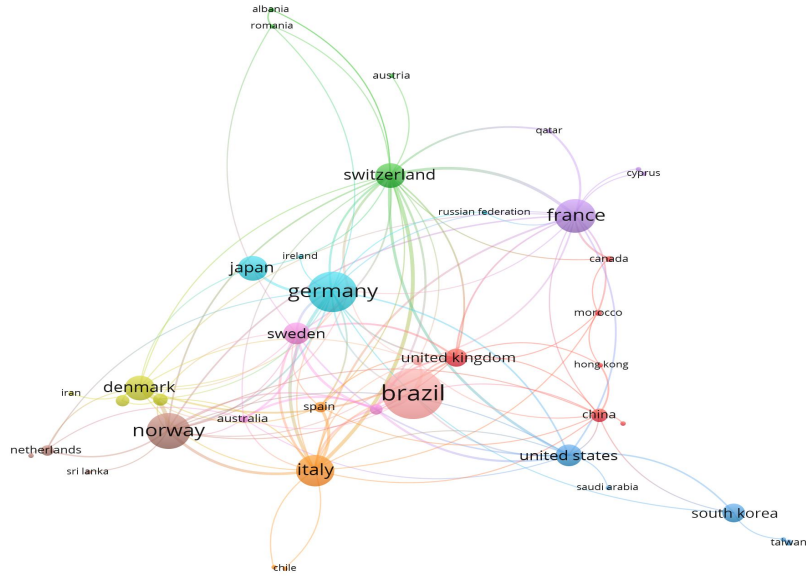 albania
romania
austria
qatar
switzerland
cyprus
russian federation
france
ireland
canada
japan
germany
morocco
sweden
united kingdom
hong kong
iran
denmark
brazil
spain
china
australia
norway
netherlands
united states
sri lanka
italy
saudi arabia
south korea
taiwan
chile